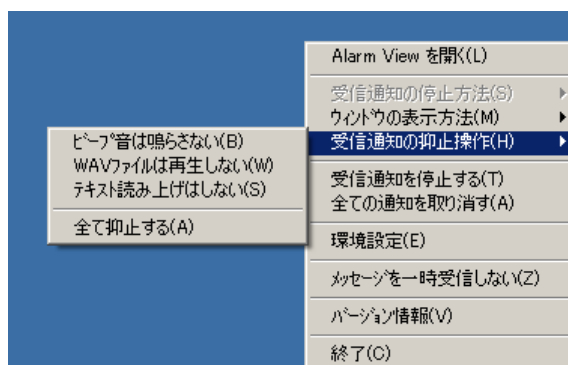 Alarm View を開く(L)
受信通知の停止方法(S)
ウィンドウの表示方法(M)
受信通知の抑止操作(H)
ビープ音は鳴らさない(B)
WAVファイルは再生しない(W)
テキスト読み上げはしない(S)
全て抑止する(A)
受信通知を停止する(T)
全ての通知を取り消す(A)
環境設定(E)
メッセージを一時受信しない(Z)
バージョン情報(V)
終了(C)